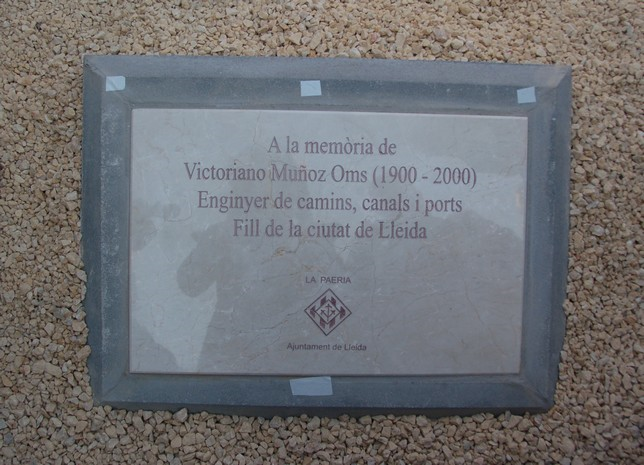 A la memòria de
Victoriano Muñoz Oms (1900 - 2000)
Enginyer de camins, canals i ports
Fill de la ciutat de Lleida
LA PAERIA
Ajuntament de Lleida